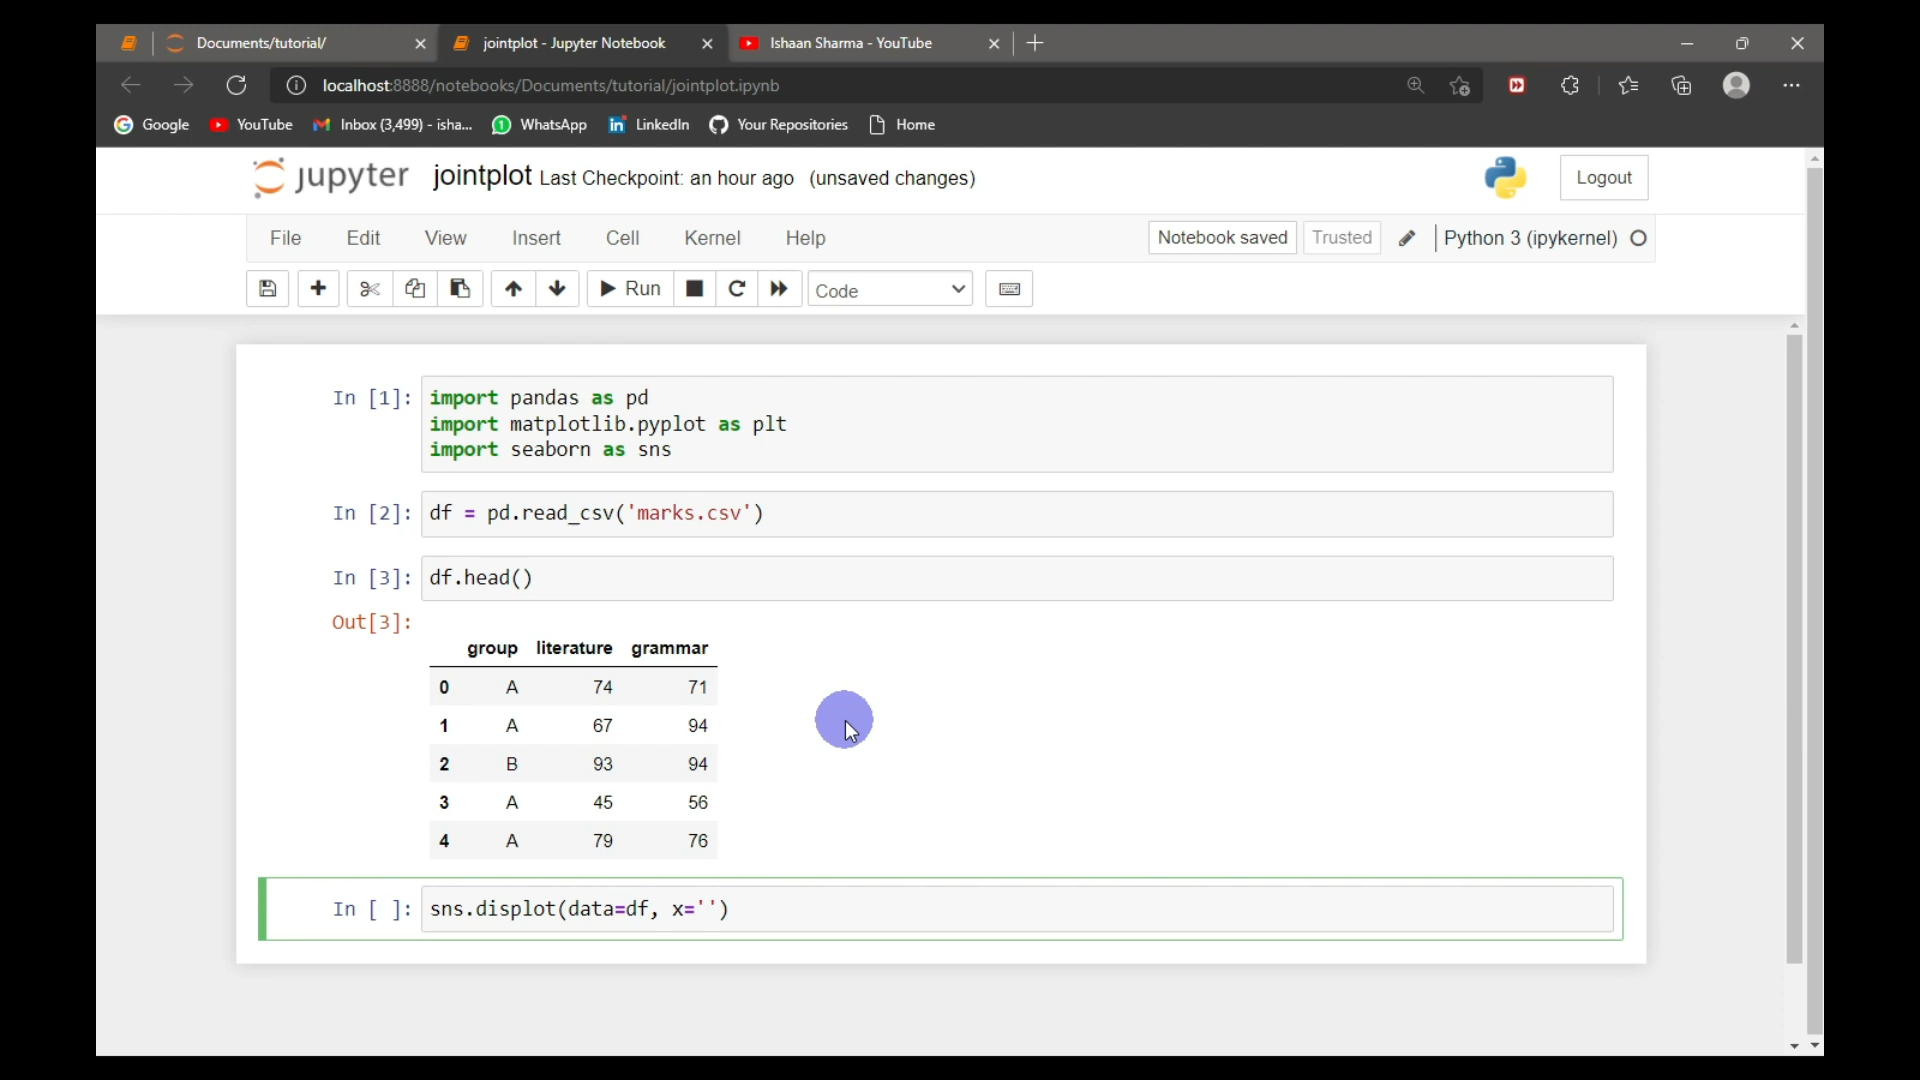 Documents/tutorial/
jointplot - Jupyter Notebook
Ishaan Sharma - YouTube
localhost:8888/notebooks/Documents/tutorial/jointplot.ipynb
Google YouTube Inbox (3,499) - isha... WhatsApp LinkedIn Your Repositories Home
jupyter jointplot Last Checkpoint: an hour ago (unsaved changes)
Logout
File Edit View Insert Cell Kernel Help
Notebook saved Trusted Python 3 (ipykernel)
Run Code
In [1]: import pandas as pd
import matplotlib.pyplot as plt
import seaborn as sns
In [2]: df = pd.read_csv('marks.csv')
In [3]: df.head()
Out[3]:
group literature grammar
0 A 74 71
1 A 67 94
2 B 93 94
3 A 45 56
4 A 79 76
In [ ]: sns.displot(data=df, x='')